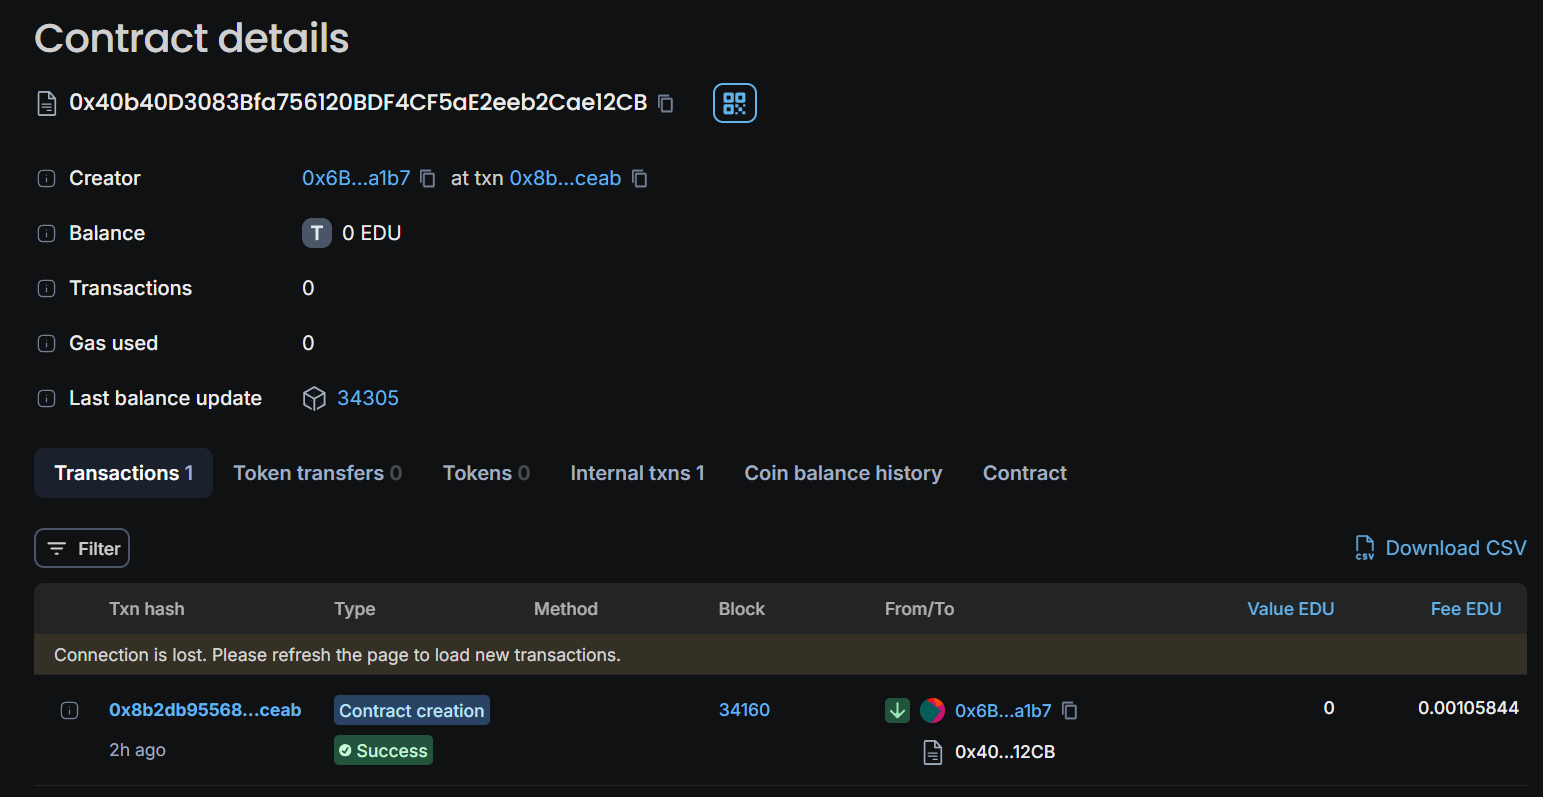 Contract details
0x40b40D3083Bfa756120BDF4CF5aE2eeb2Cae12CB
Creator 0x6B...a1b7 at txn 0x8b...ceab
Balance T 0 EDU
Transactions 0
Gas used 0
Last balance update 34305
Transactions 1 Token transfers 0 Tokens 0 Internal txns 1 Coin balance history Contract
Filter CSV Download CSV
Txn hash Type Method Block From/To Value EDU Fee EDU
Connection is lost. Please refresh the page to load new transactions.
0x8b2db95568...ceab Contract creation 34160 0x6B...a1b7 0 0.00105844
2h ago Success 0x40...12CB